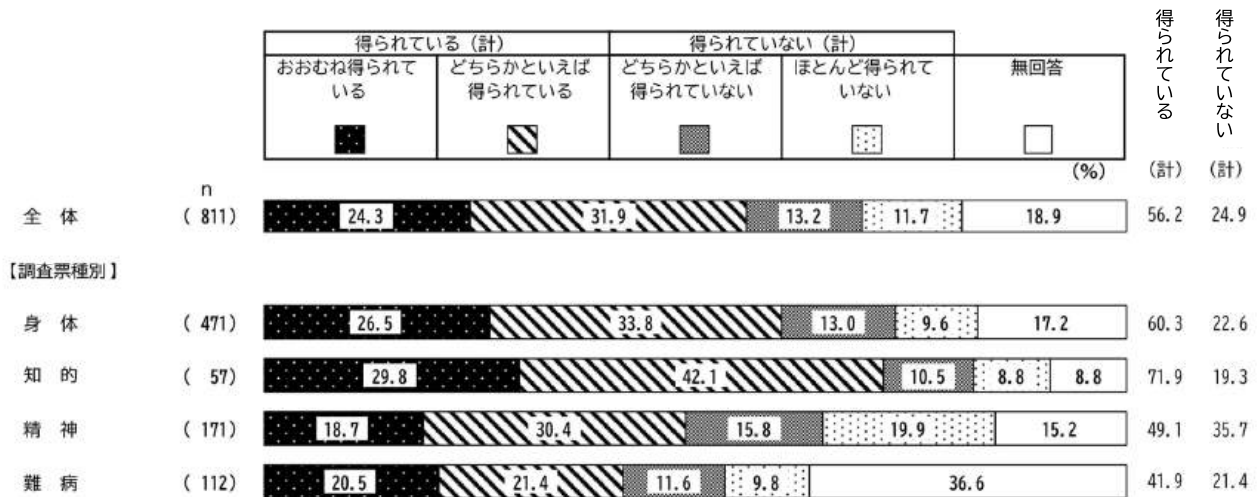 得られている
得られていない
得られている（計） 得られていない（計）
おおむね得られて どちらかといえば どちらかといえば ほとんど得られて 無回答
いる 得られている 得られていない いない
(%) (計) (計)
n
全 体 ( 811) 24.3 31.9 13.2 11.7 18.9 56.2 24.9
【調査票種別】
身 体 ( 471) 26.5 33.8 13.0 9.6 17.2 60.3 22.6
知 的 ( 57) 29.8 42.1 10.5 8.8 8.8 71.9 19.3
精 神 ( 171) 18.7 30.4 15.8 19.9 15.2 49.1 35.7
難 病 ( 112) 20.5 21.4 11.6 9.8 36.6 41.9 21.4